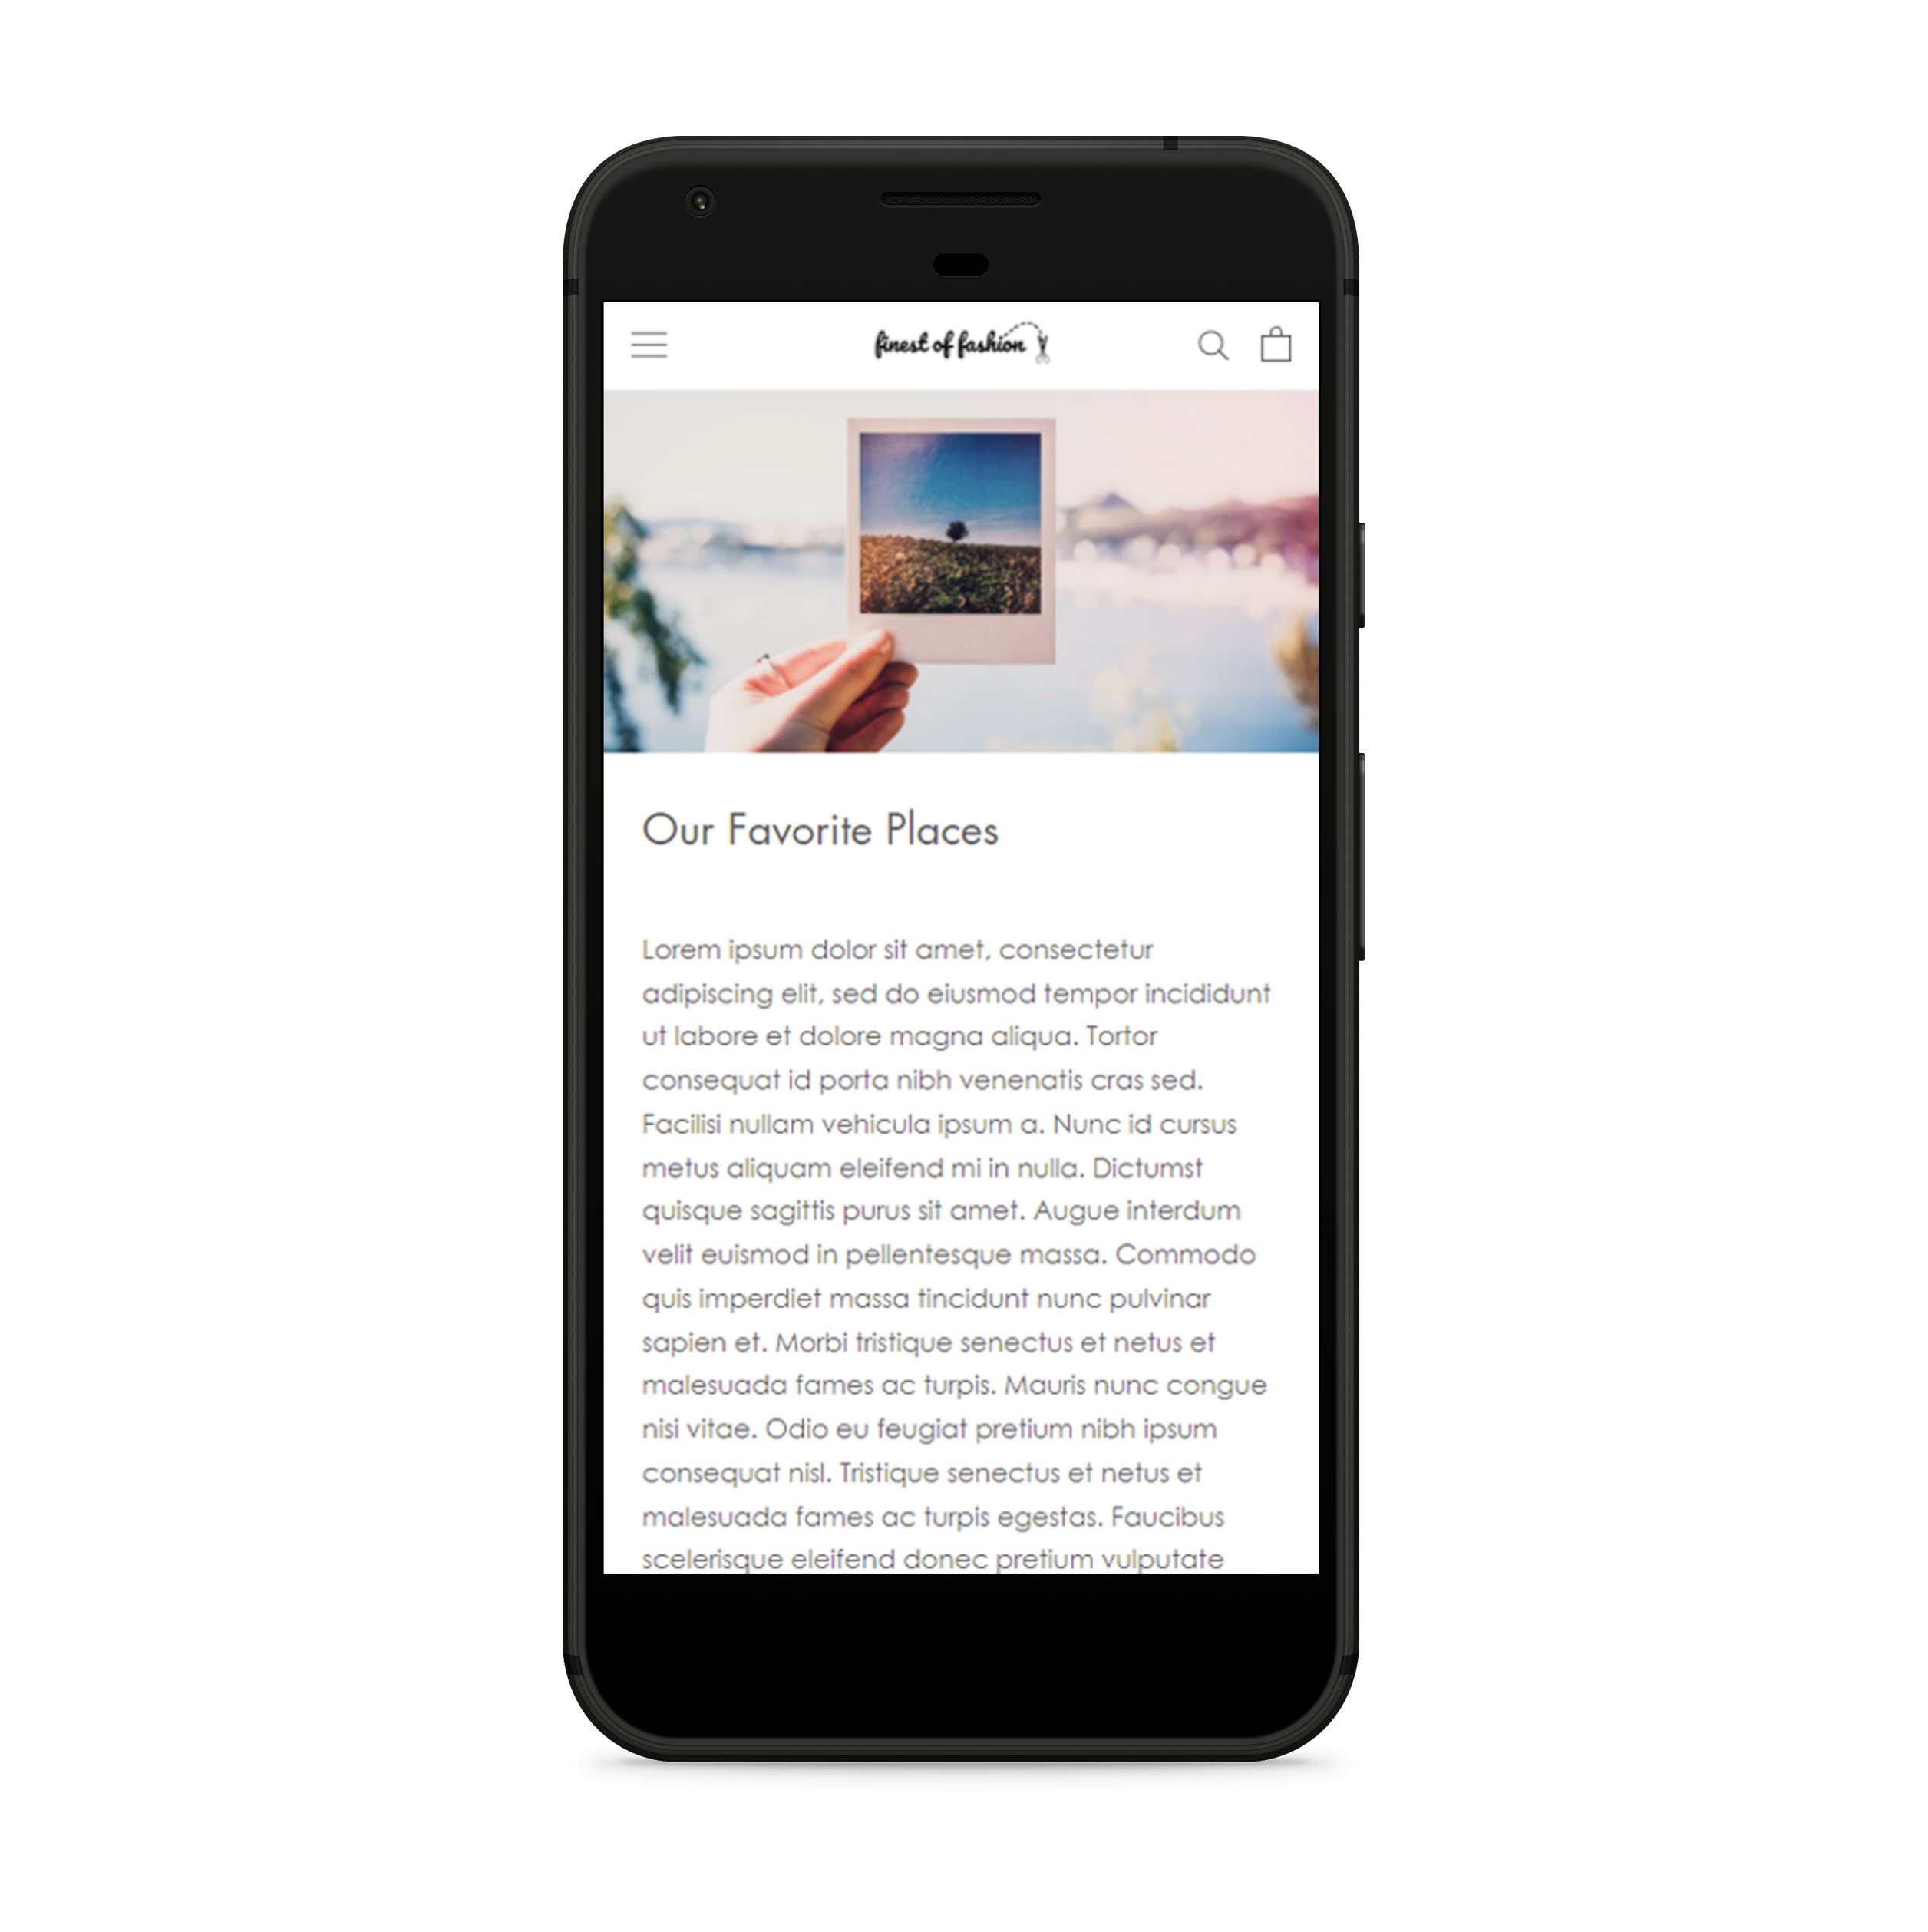 finest of fashion
Our Favorite Places
Lorem ipsum dolor sit amet, consectetur
adipiscing elit, sed do eiusmod tempor incididunt
ut labore et dolore magna aliqua. Tortor
consequat id porta nibh venenatis cras sed.
Facilisi nullam vehicula ipsum a. Nunc id cursus
metus aliquam eleifend mi in nulla. Dictumst
quisque sagittis purus sit amet. Augue interdum
velit euismod in pellentesque massa. Commodo
quis imperdiet massa tincidunt nunc pulvinar
sapien et. Morbi tristique senectus et netus et
malesuada fames ac turpis. Mauris nunc congue
nisi vitae. Odio eu feugiat pretium nibh ipsum
consequat nisl. Tristique senectus et netus et
malesuada fames ac turpis egestas. Faucibus
scelerisque eleifend donec pretium vulputate